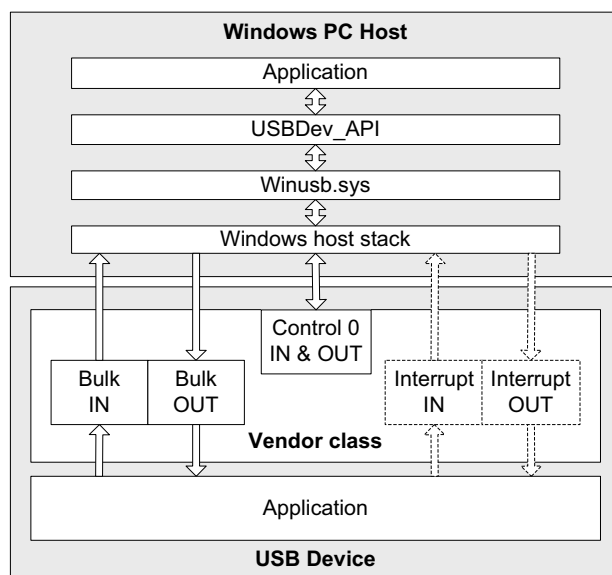 Windows PC Host
Application
USBDev_API
Winusb.sys
Windows host stack
Control 0
IN & OUT
Bulk
IN
Bulk
OUT
Interrupt
IN
Interrupt
OUT
Vendor class
Application
USB Device